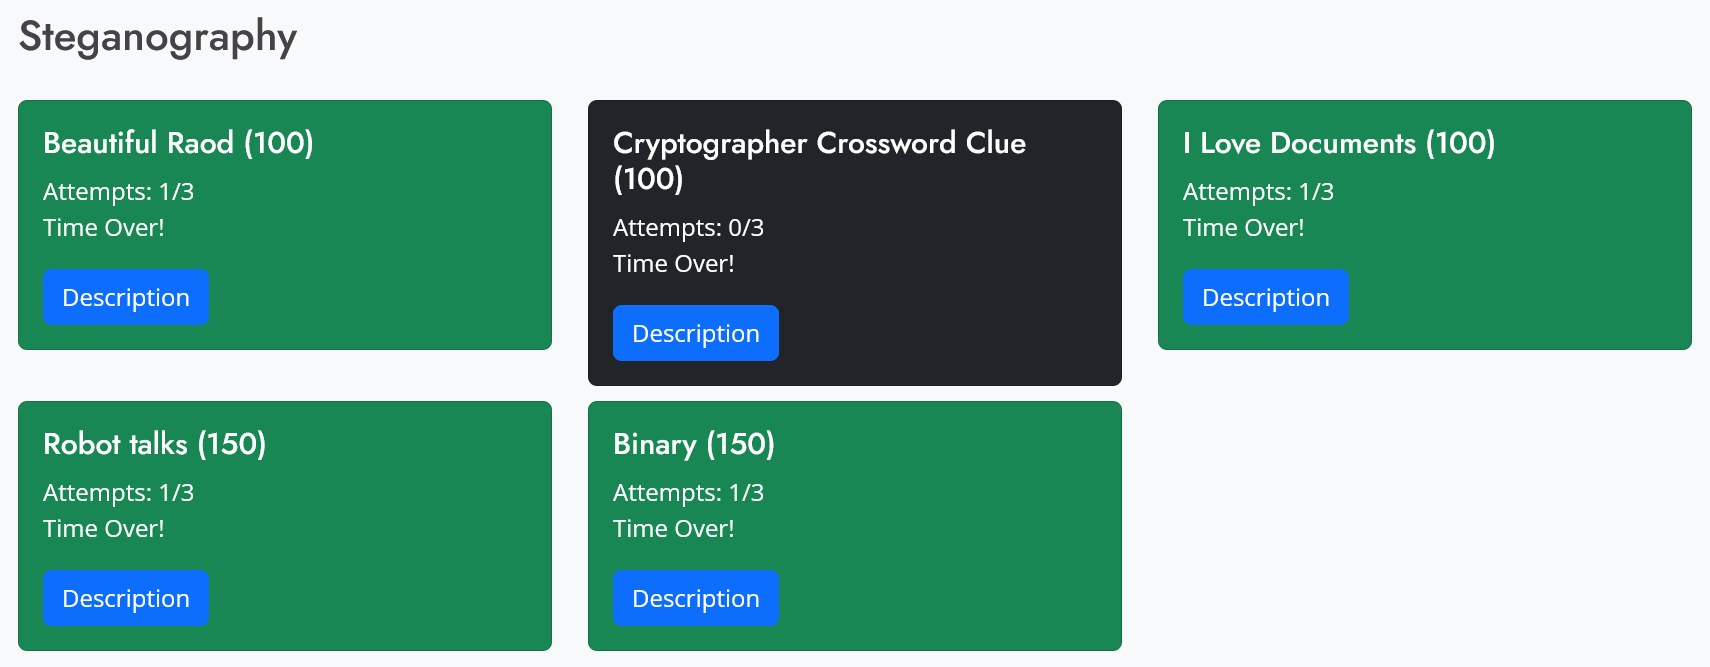 Steganography
Beautiful Raod (100)
Attempts: 1/3
Time Over!
Description
Cryptographer Crossword Clue
(100)
Attempts: 0/3
Time Over!
Description
I Love Documents (100)
Attempts: 1/3
Time Over!
Description
Robot talks (150)
Attempts: 1/3
Time Over!
Description
Binary (150)
Attempts: 1/3
Time Over!
Description